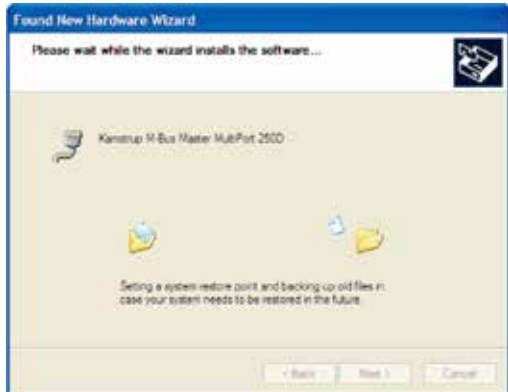 Found New Hardware Wizard
Please wait while the wizard installs the software...
Kamstrup M-Bus Master MultiPort 250D
Setting a system restore point and backing up old files in
case your system needs to be restored in the future.
< Back
Next >
Cancel